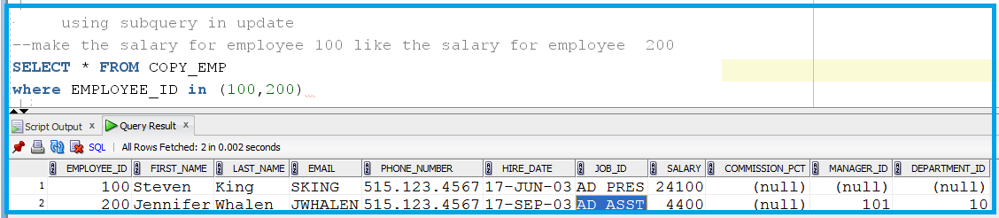 using subquery in update
--make the salary for employee 100 like the salary for employee  200
SELECT * FROM COPY_EMP
where EMPLOYEE_ID in (100,200)
Script Output x Query Result x
SQL | All Rows Fetched: 2 in 0.002 seconds
EMPLOYEE_ID FIRST_NAME LAST_NAME EMAIL PHONE_NUMBER HIRE_DATE JOB_ID SALARY COMMISSION_PCT MANAGER_ID DEPARTMENT_ID
1 100 Steven King SKING 515.123.4567 17-JUN-03 AD PRES 24100 (null) (null) (null)
2 200 Jennifer Whalen JWHALEN 515.123.4567 17-SEP-03 AD ASST 4400 (null) 101 10